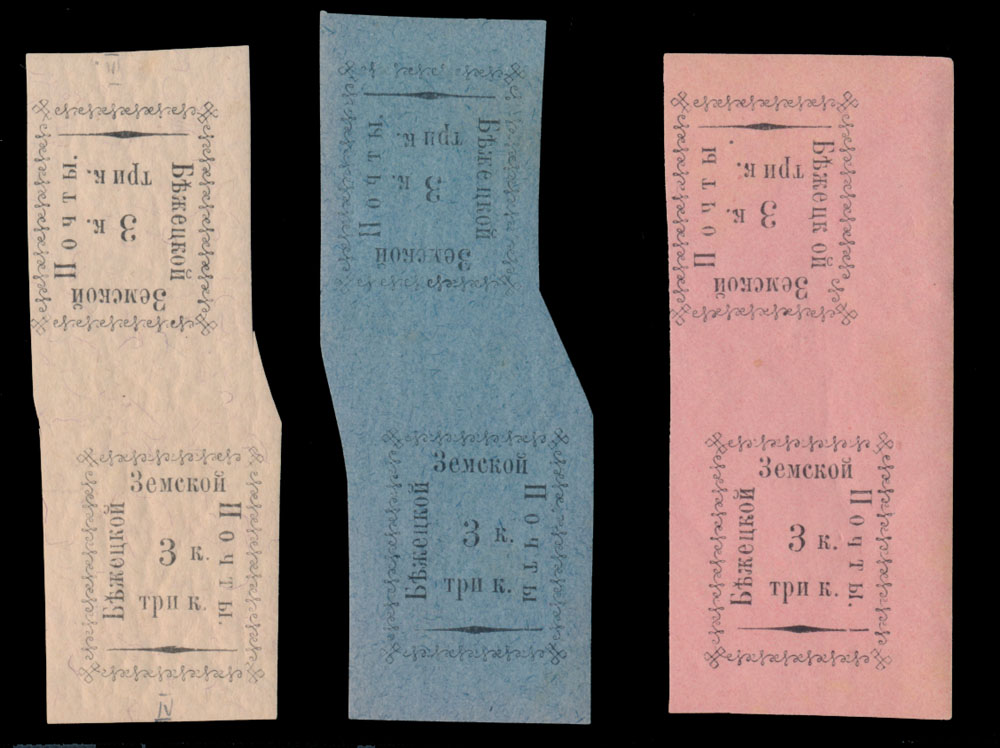 Бѣжецкой
Земской
Почты.
3 к.
три к.
Бѣжецкой
Земской
Почты.
3 к.
три к.
Бѣжецкой
Земской
Почты.
3 к.
три к.
Бѣжецкой
Земской
Почты
3 к.
три к.
Бѣжецкой
Земской
Почты.
3 к.
три к.
Бѣжецкой
Земской
Почты.
3 к.
три к.